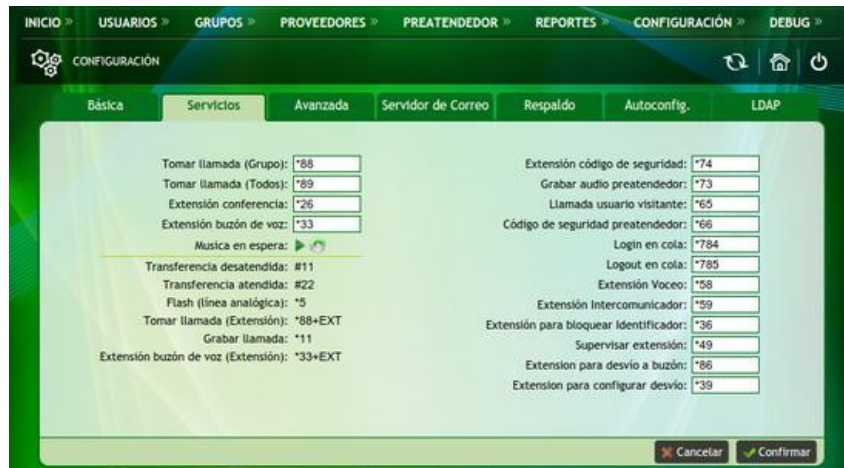 INICIO » USUARIOS » GRUPOS » PROVEEDORES » PREATENDEDOR » REPORTES » CONFIGURACIÓN » DEBUG »
CONFIGURACIÓN
Básica Servicios Avanzada Servidor de Correo Respaldo Autoconfig. LDAP
Tomar llamada (Grupo): *88
Tomar llamada (Todos): *89
Extensión conferencia: *26
Extensión buzón de voz: *33
Musica en espera:
Transferencia desatendida: #11
Transferencia atendida: #22
Flash (línea analógica): *5
Tomar llamada (Extensión): *88+EXT
Grabar llamada: *11
Extensión buzón de voz (Extensión): *33+EXT
Extensión código de seguridad: *74
Grabar audio preatendedor: *73
Llamada usuario visitante: *65
Código de seguridad preatendedor: *66
Login en cola: *784
Logout en cola: *785
Extensión Voceo: *58
Extensión Intercomunicador: *59
Extensión para bloquear Identificador: *36
Supervisar extensión: *49
Extension para desvío a buzón: *86
Extension para configurar desvío: *39
Cancelar Confirmar